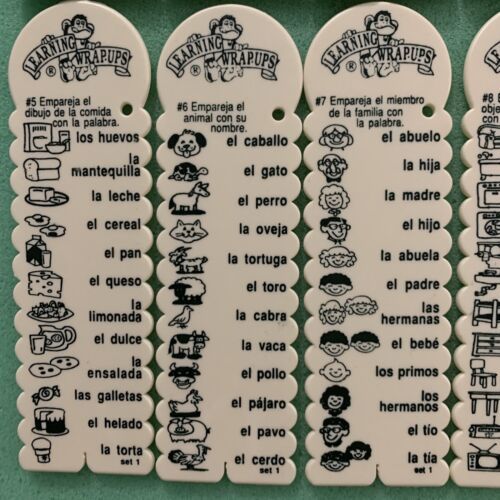 LEARNING
WRAPUPS
®
#5 Empareja el
dibujo de la comida
con la palabra.
los huevos
la
mantequilla
la leche
el cereal
el pan
el queso
la
limonada
el dulce
la
ensalada
las galletas
el helado
la torta
set 1
LEARNING
WRAPUPS
®
#6 Empareja el
animal con su
nombre.
el caballo
el gato
el perro
la oveja
la tortuga
el toro
la cabra
la vaca
el pollo
el pájaro
el pavo
el cerdo
set 1
LEARNING
WRAPUPS
®
#7 Empareja el miembro
de la familia con
la palabra.
el abuelo
la hija
la madre
el hijo
la abuela
el padre
las
hermanas
el bebé
los primos
los
hermanos
el tío
la tía
set 1
#8